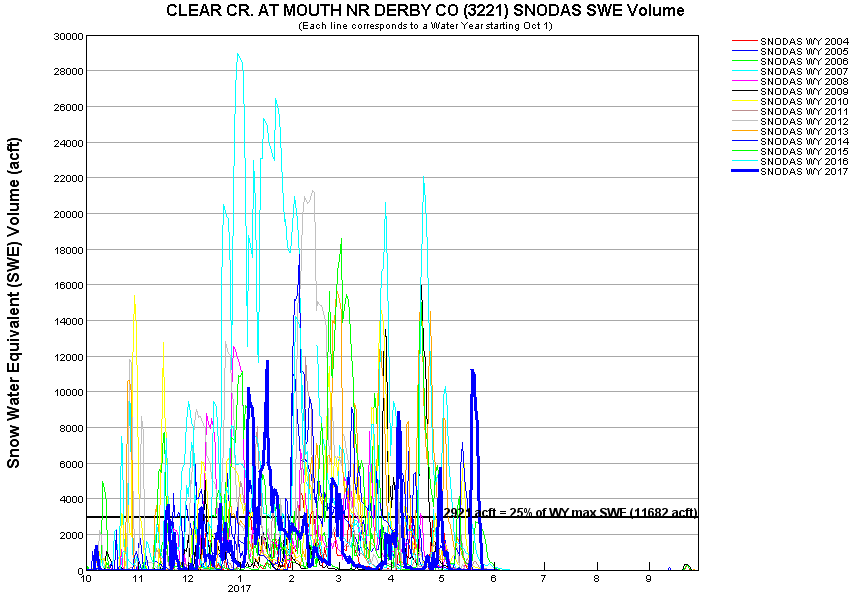 CLEAR CR. AT MOUTH NR DERBY CO (3221) SNODAS SWE Volume
(Each line corresponds to a Water Year starting Oct 1)
Snow Water Equivalent (SWE) Volume (acft)
30000
28000
26000
24000
22000
20000
18000
16000
14000
12000
10000
8000
6000
4000
2000
0
2921 acft = 25% of WY max SWE (11682 acft)
10 11 12 1 2 3 4 5 6 7 8 9
2017
SNODAS WY 2004
SNODAS WY 2005
SNODAS WY 2006
SNODAS WY 2007
SNODAS WY 2008
SNODAS WY 2009
SNODAS WY 2010
SNODAS WY 2011
SNODAS WY 2012
SNODAS WY 2013
SNODAS WY 2014
SNODAS WY 2015
SNODAS WY 2016
SNODAS WY 2017